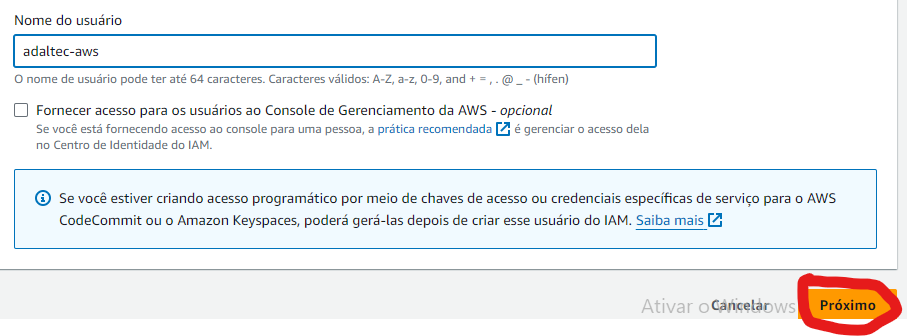 Nome do usuário
adaltec-aws
O nome de usuário pode ter até 64 caracteres. Caracteres válidos: A-Z, a-z, 0-9, and + = , . @ _ - (hífen)
Fornecer acesso para os usuários ao Console de Gerenciamento da AWS - opcional
Se você está fornecendo acesso ao console para uma pessoa, a prática recomendada é gerenciar o acesso dela
no Centro de Identidade do IAM.
Se você estiver criando acesso programático por meio de chaves de acesso ou credenciais específicas de serviço para o AWS
CodeCommit ou o Amazon Keyspaces, poderá gerá-las depois de criar esse usuário do IAM. Saiba mais
Ativar o Windows
Cancelar
Próximo